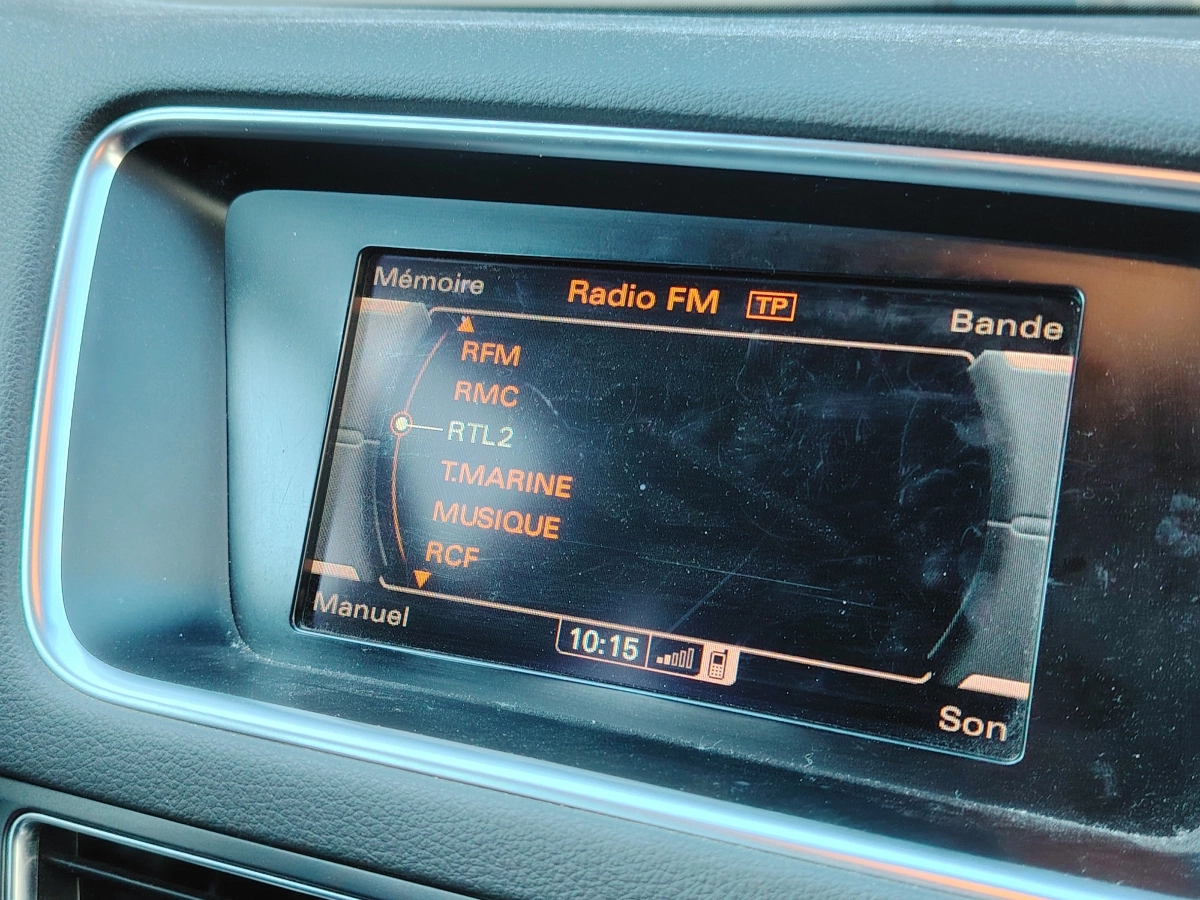 Mémoire
Radio FM TP
Bande
RFM
RMC
RTL2
T.MARINE
MUSIQUE
RCF
Manuel
10:15
Son